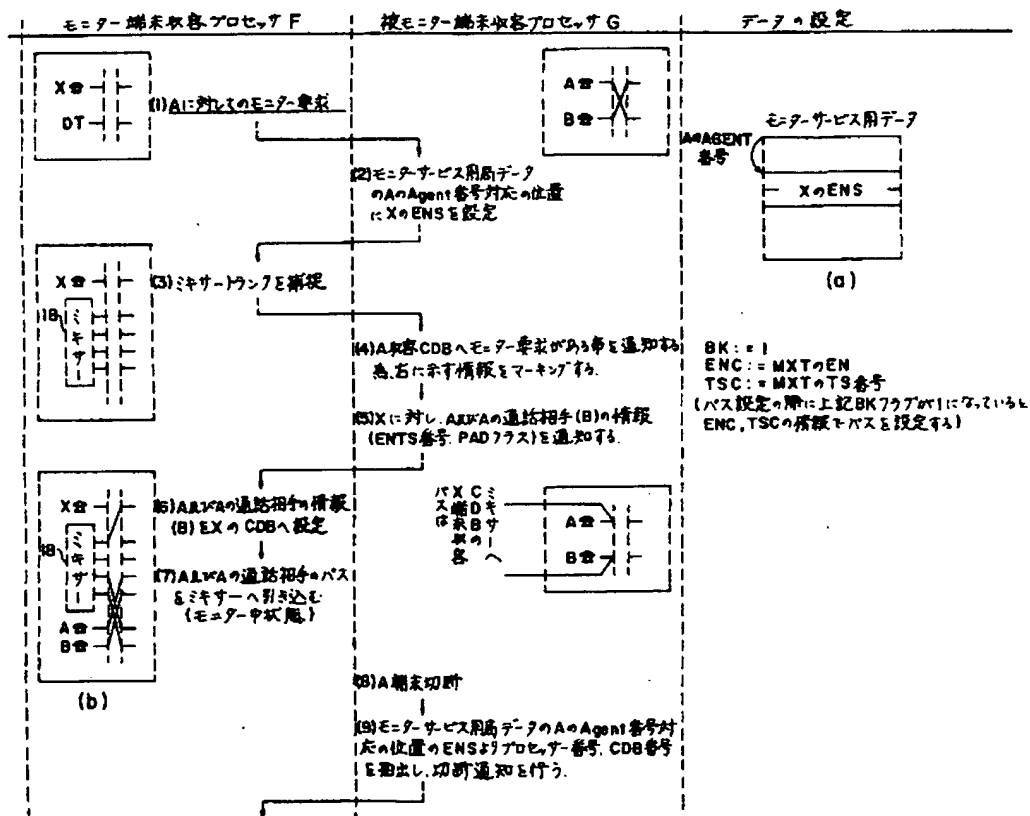 モニター端末収容プロセッサ F
被モニター端末収容プロセッサ G
データの設定
X☎
DT
(1)Aに対してのモニター要求
A☎
B☎
モニターサービス用データ
AのAGENT
番号
XのENS
(a)
(2)モニターサービス用局データ
のAのAgent番号対応の位置
にXのENSを設定
X☎
18
ミキサー
(3)ミキサートランクを捕捉
(4)A収容CDBへモニター要求がある事を通知する
為、右に示す情報をマーキングする.
BK:=1
ENC:=MXTのEN
TSC:=MXTのTS番号
(パス設定の際に上記BKフラグが1になっていると
ENC,TSCの情報でパスを設定する)
(5)Xに対し、A及びAの通話相手(B)の情報
(ENTS番号、PADクラス)を通知する.
X☎
18
ミキサー
A☎
B☎
(b)
(6)A及びAの通話相手の情報
(B)をXのCDBへ設定
(7)A及びAの通話相手のパス
をミキサーへ引き込む
(モニター中状態)
ミキサーへ
CDBの
X端末収容
パスは
A☎
B☎
(8)A端末切断
(9)モニターサービス用局データのAのAgent番号対
応の位置のENSよりプロセッサー番号、CDB番号
を抽出し、切断通知を行う.